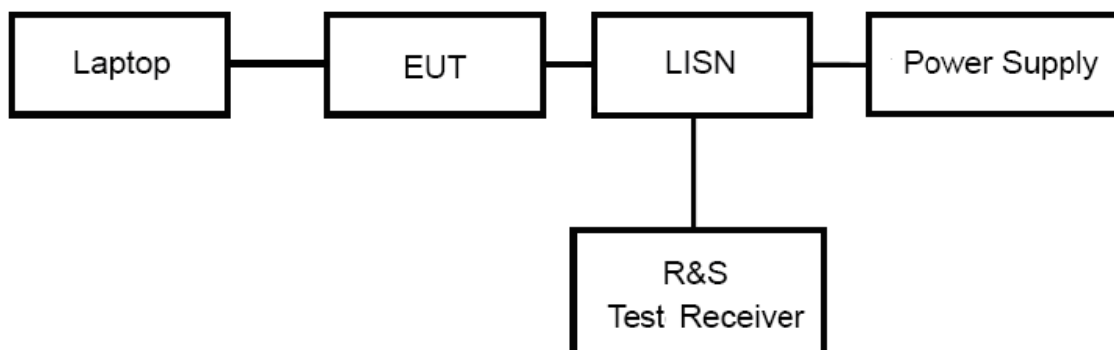 Laptop
EUT
LISN
Power Supply
R&S
Test Receiver